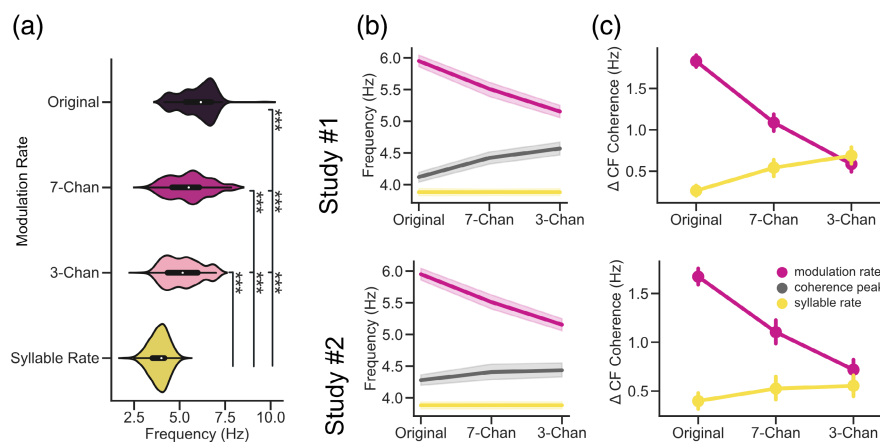 (a)
Modulation Rate
Original
7-Chan
3-Chan
Syllable Rate
***
***
***
***
***
***
2.5 5.0 7.5 10.0
Frequency (Hz)
(b)
Study #1
Frequency (Hz)
6.0
5.5
5.0
4.5
4.0
Original 7-Chan 3-Chan
Study #2
Frequency (Hz)
6.0
5.5
5.0
4.5
4.0
Original 7-Chan 3-Chan
(c)
Δ CF Coherence (Hz)
1.5
1.0
0.5
Original 7-Chan 3-Chan
Δ CF Coherence (Hz)
1.5
1.0
0.5
modulation rate
coherence peak
syllable rate
Original 7-Chan 3-Chan